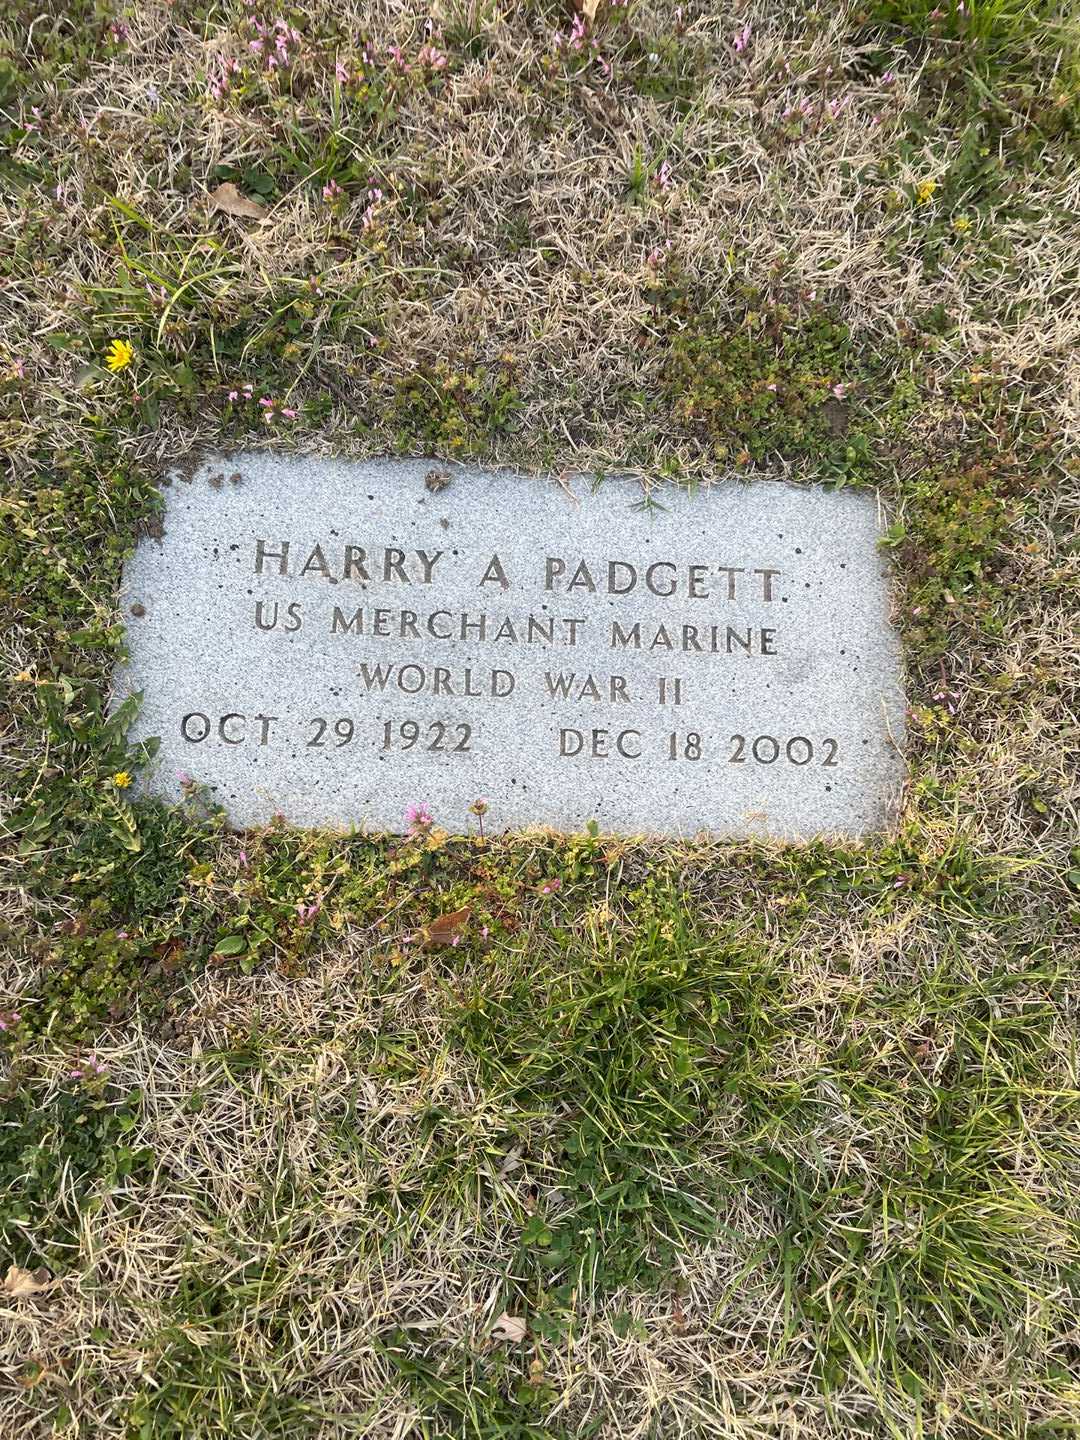 HARRY A PADGETT
US MERCHANT MARINE
WORLD WAR II
OCT 29 1922 DEC 18 2002